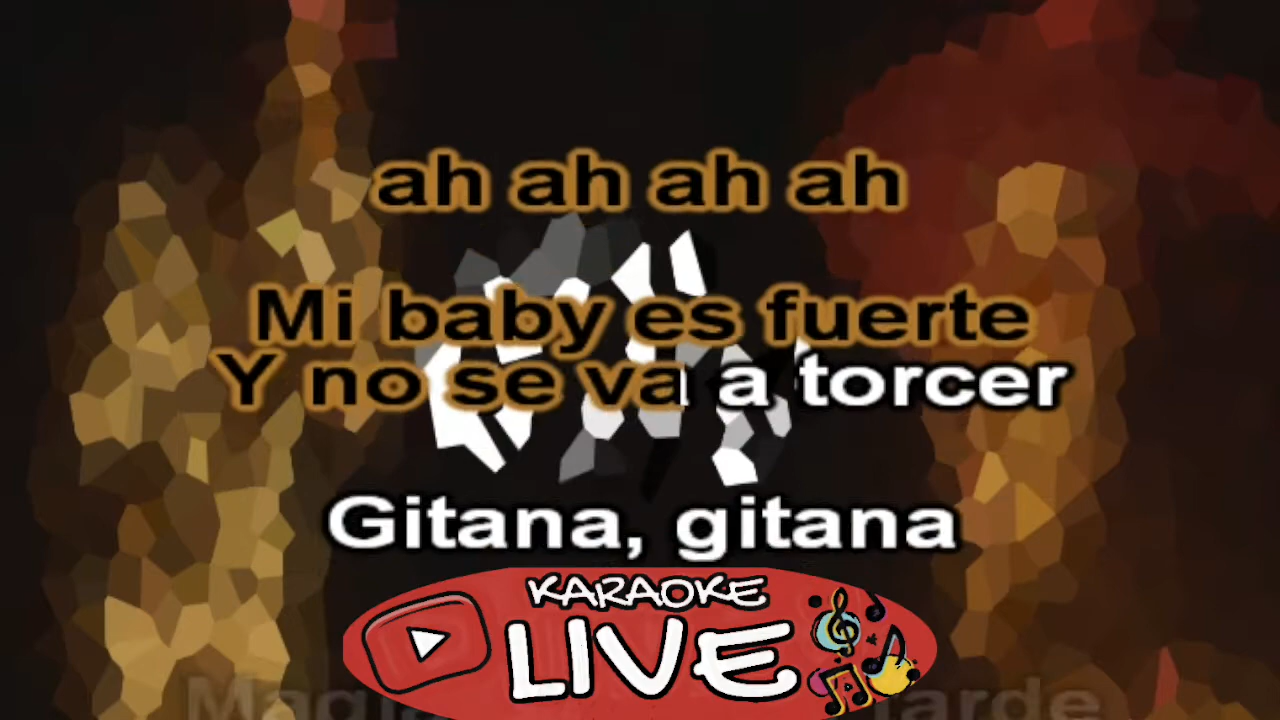 ah ah ah ah
Mi baby es fuerte
Y no se va a torcer
Gitana, gitana
KARAOKE
LIVE